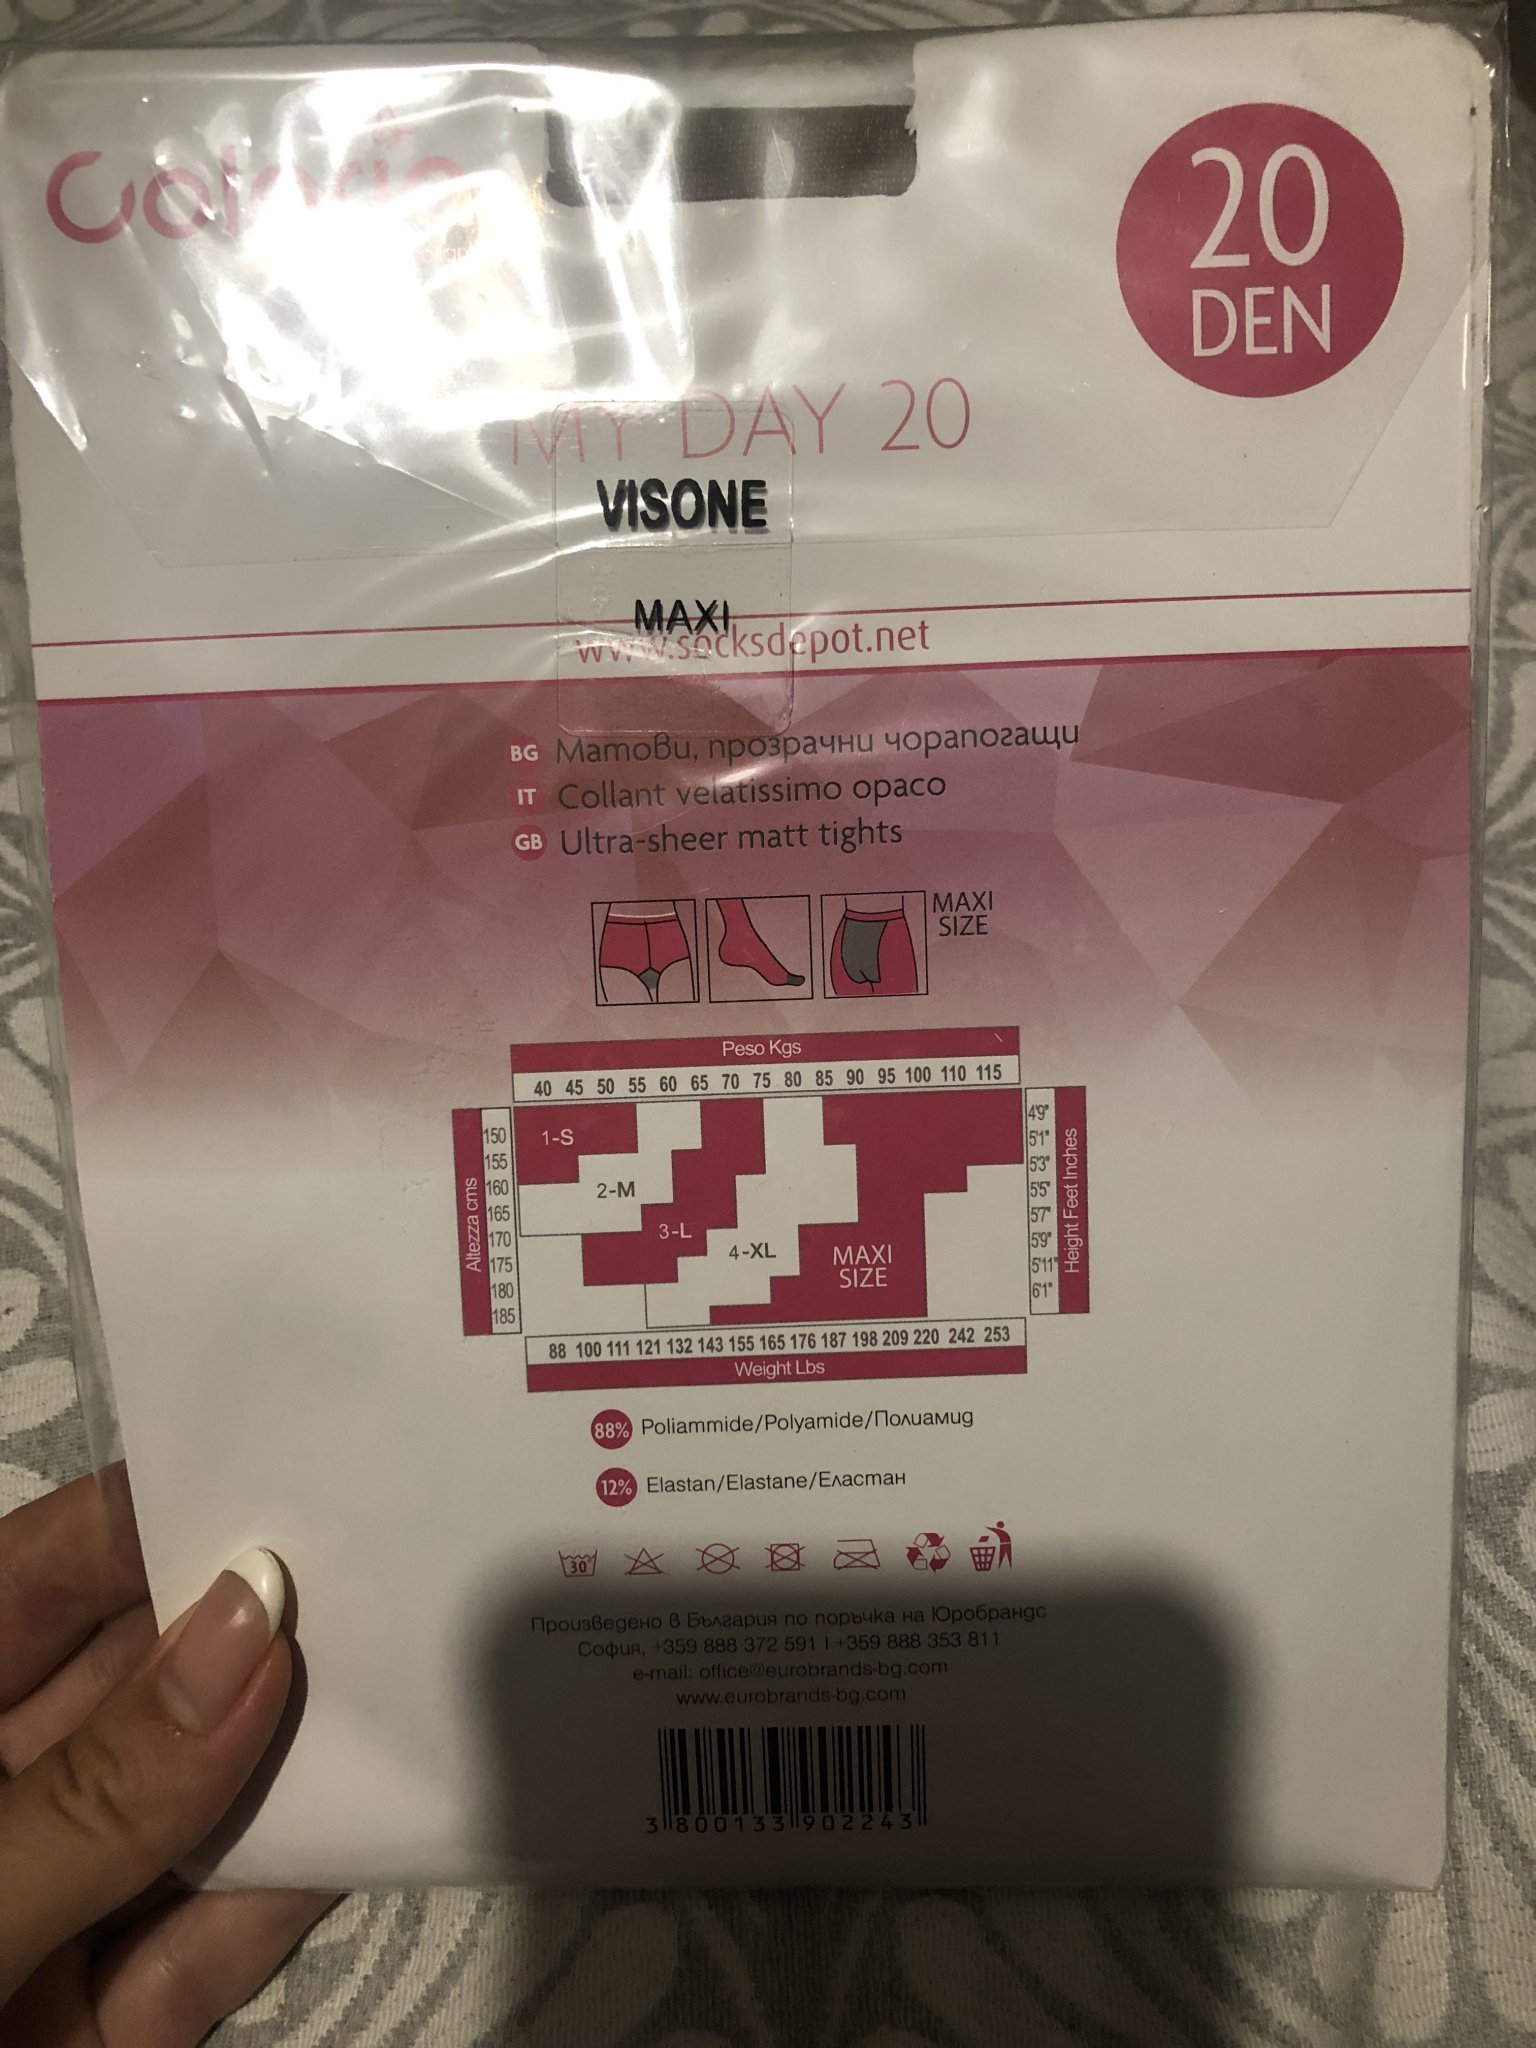 20
DEN
MY DAY 20
VISONE
MAXI
www.socksdepot.net
BG Матови, прозрачни чорапогащи
IT Collant velatissimo opaco
GB Ultra-sheer matt tights
MAXI
SIZE
Peso Kgs
40 45 50 55 60 65 70 75 80 85 90 95 100 110 115
Altezza cms
150
155
160
165
170
175
180
185
1-S
2-M
3-L
4-XL
MAXI
SIZE
4'9"
5'1"
5'3"
5'5"
5'7"
5'9"
5'11"
6'1"
Height Feet Inches
88 100 111 121 132 143 155 165 176 187 198 209 220 242 253
Weight Lbs
88% Poliammide/Polyamide/Полиамид
12% Elastan/Elastane/Еластан
30°
Произведено в България по поръчка на Юробрандс
София, +359 888 372 591 | +359 888 353 811
e-mail: office@eurobrands-bg.com
www.eurobrands-bg.com
3 800133 902243